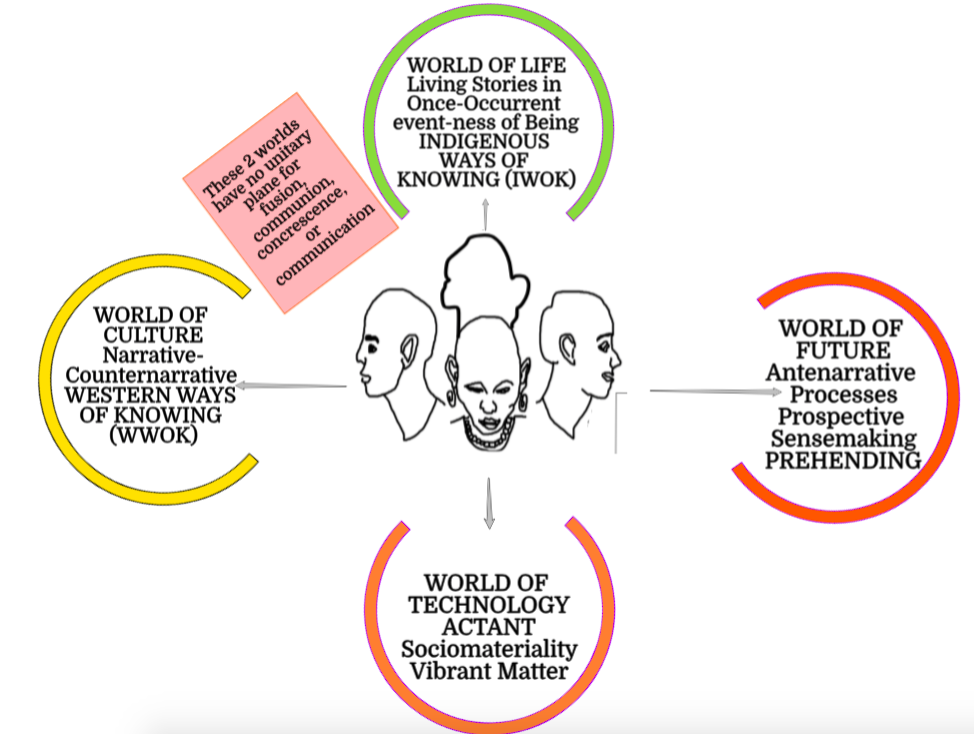 WORLD OF LIFE
Living Stories in
Once-Occurrent
event-ness of Being
INDIGENOUS
WAYS OF
KNOWING (IWOK)
These 2 worlds
have no unitary
plane for
fusion,
communion,
concrescence,
or
communication
WORLD OF
CULTURE
Narrative-
Counternarrative
WESTERN WAYS
OF KNOWING
(WWOK)
WORLD OF
FUTURE
Antenarrative
Processes
Prospective
Sensemaking
PREHENDING
WORLD OF
TECHNOLOGY
ACTANT
Sociomateriality
Vibrant Matter